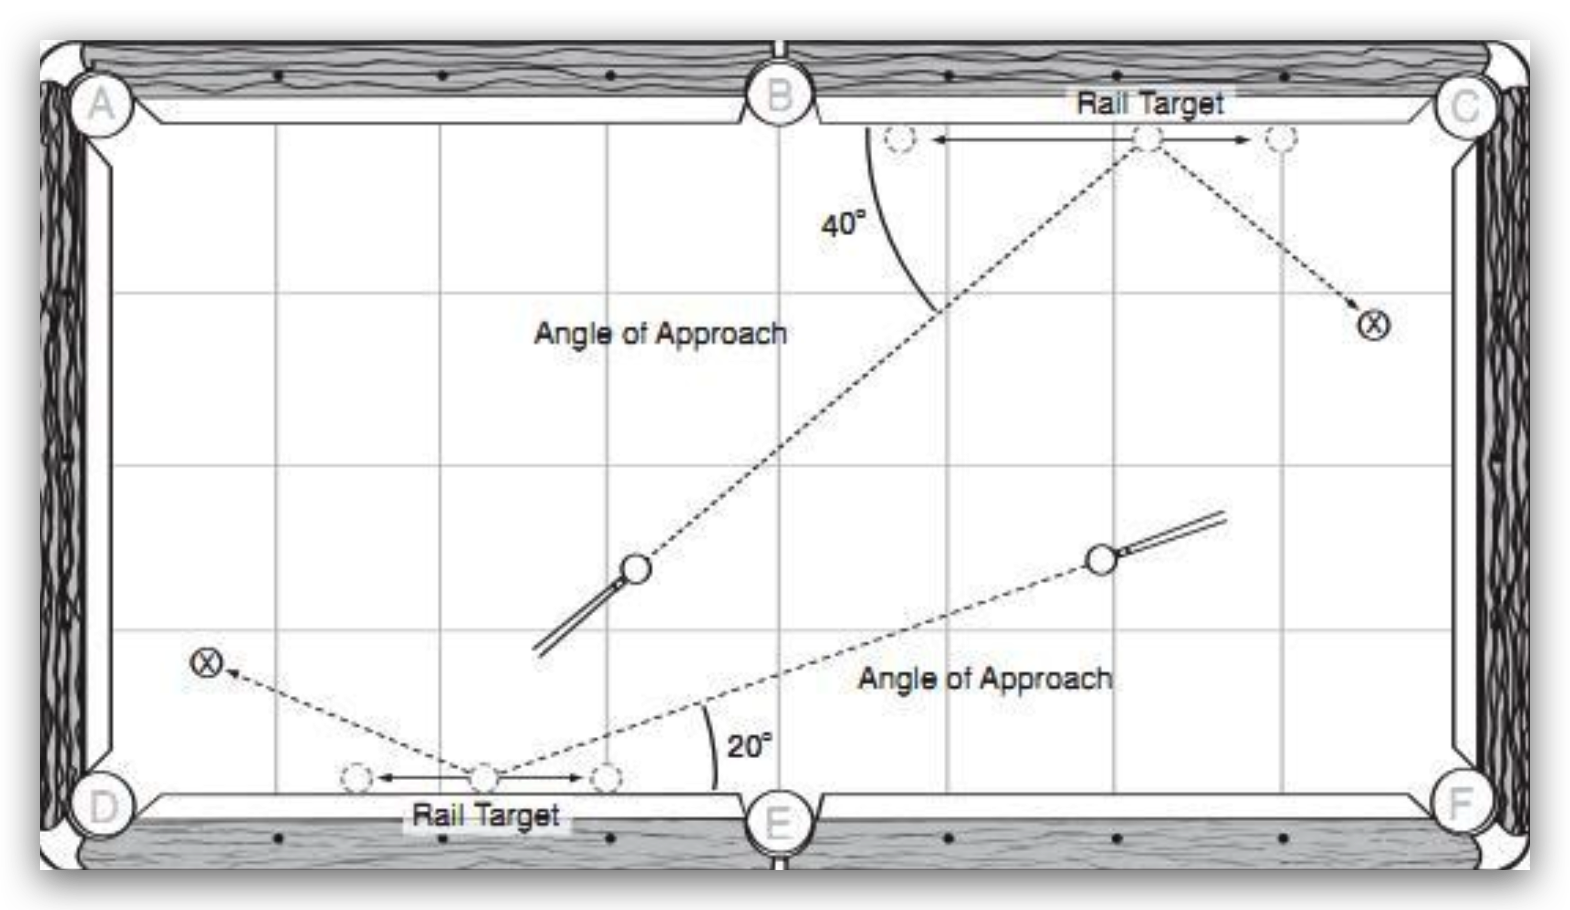 A
B
C
Rail Target
40°
Angle of Approach
X
X
Angle of Approach
20°
Rail Target
D
E
F